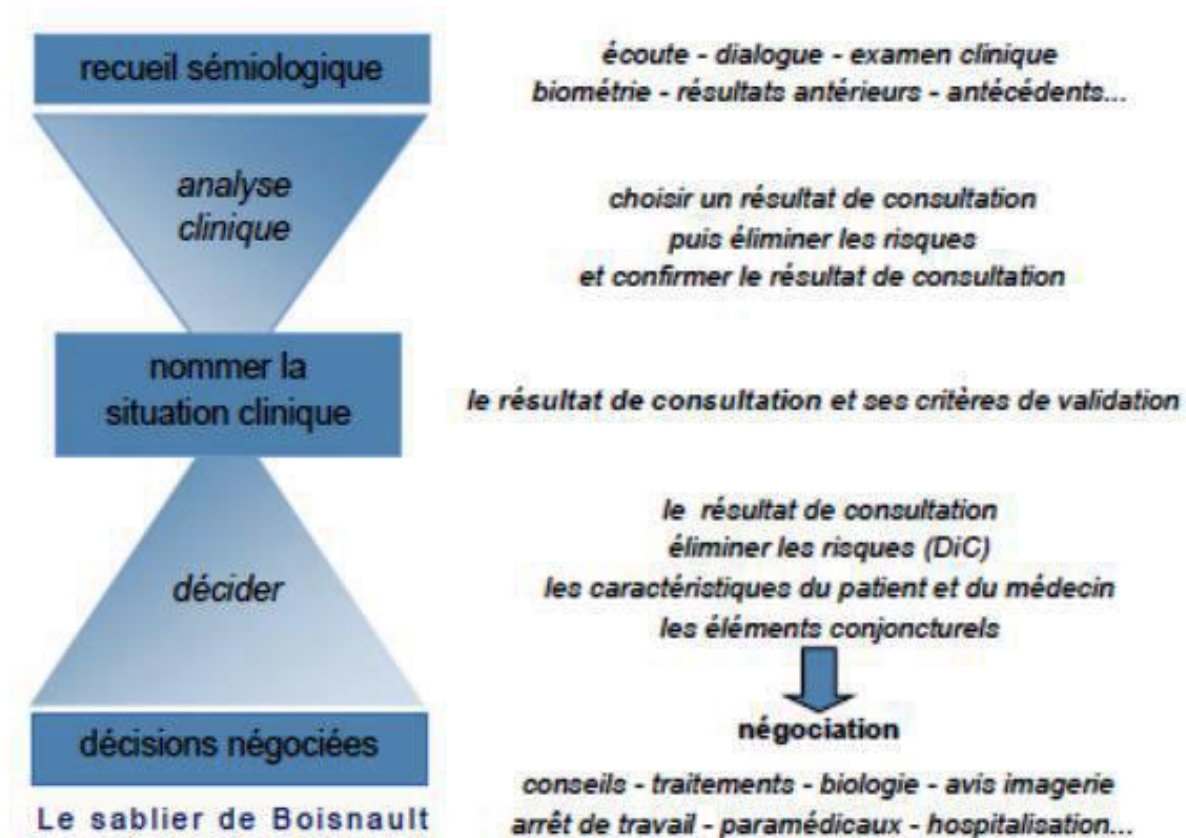 recueil sémiologique
écoute - dialogue - examen clinique
biométrie - résultats antérieurs - antécédents...
analyse
clinique
choisir un résultat de consultation
puis éliminer les risques
et confirmer le résultat de consultation
nommer la
situation clinique
le résultat de consultation et ses critères de validation
décider
le résultat de consultation
éliminer les risques (DiC)
les caractéristiques du patient et du médecin
les éléments conjoncturels
négociation
décisions négociées
conseils - traitements - biologie - avis imagerie
arrêt de travail - paramédicaux - hospitalisation...
Le sablier de Boisnault